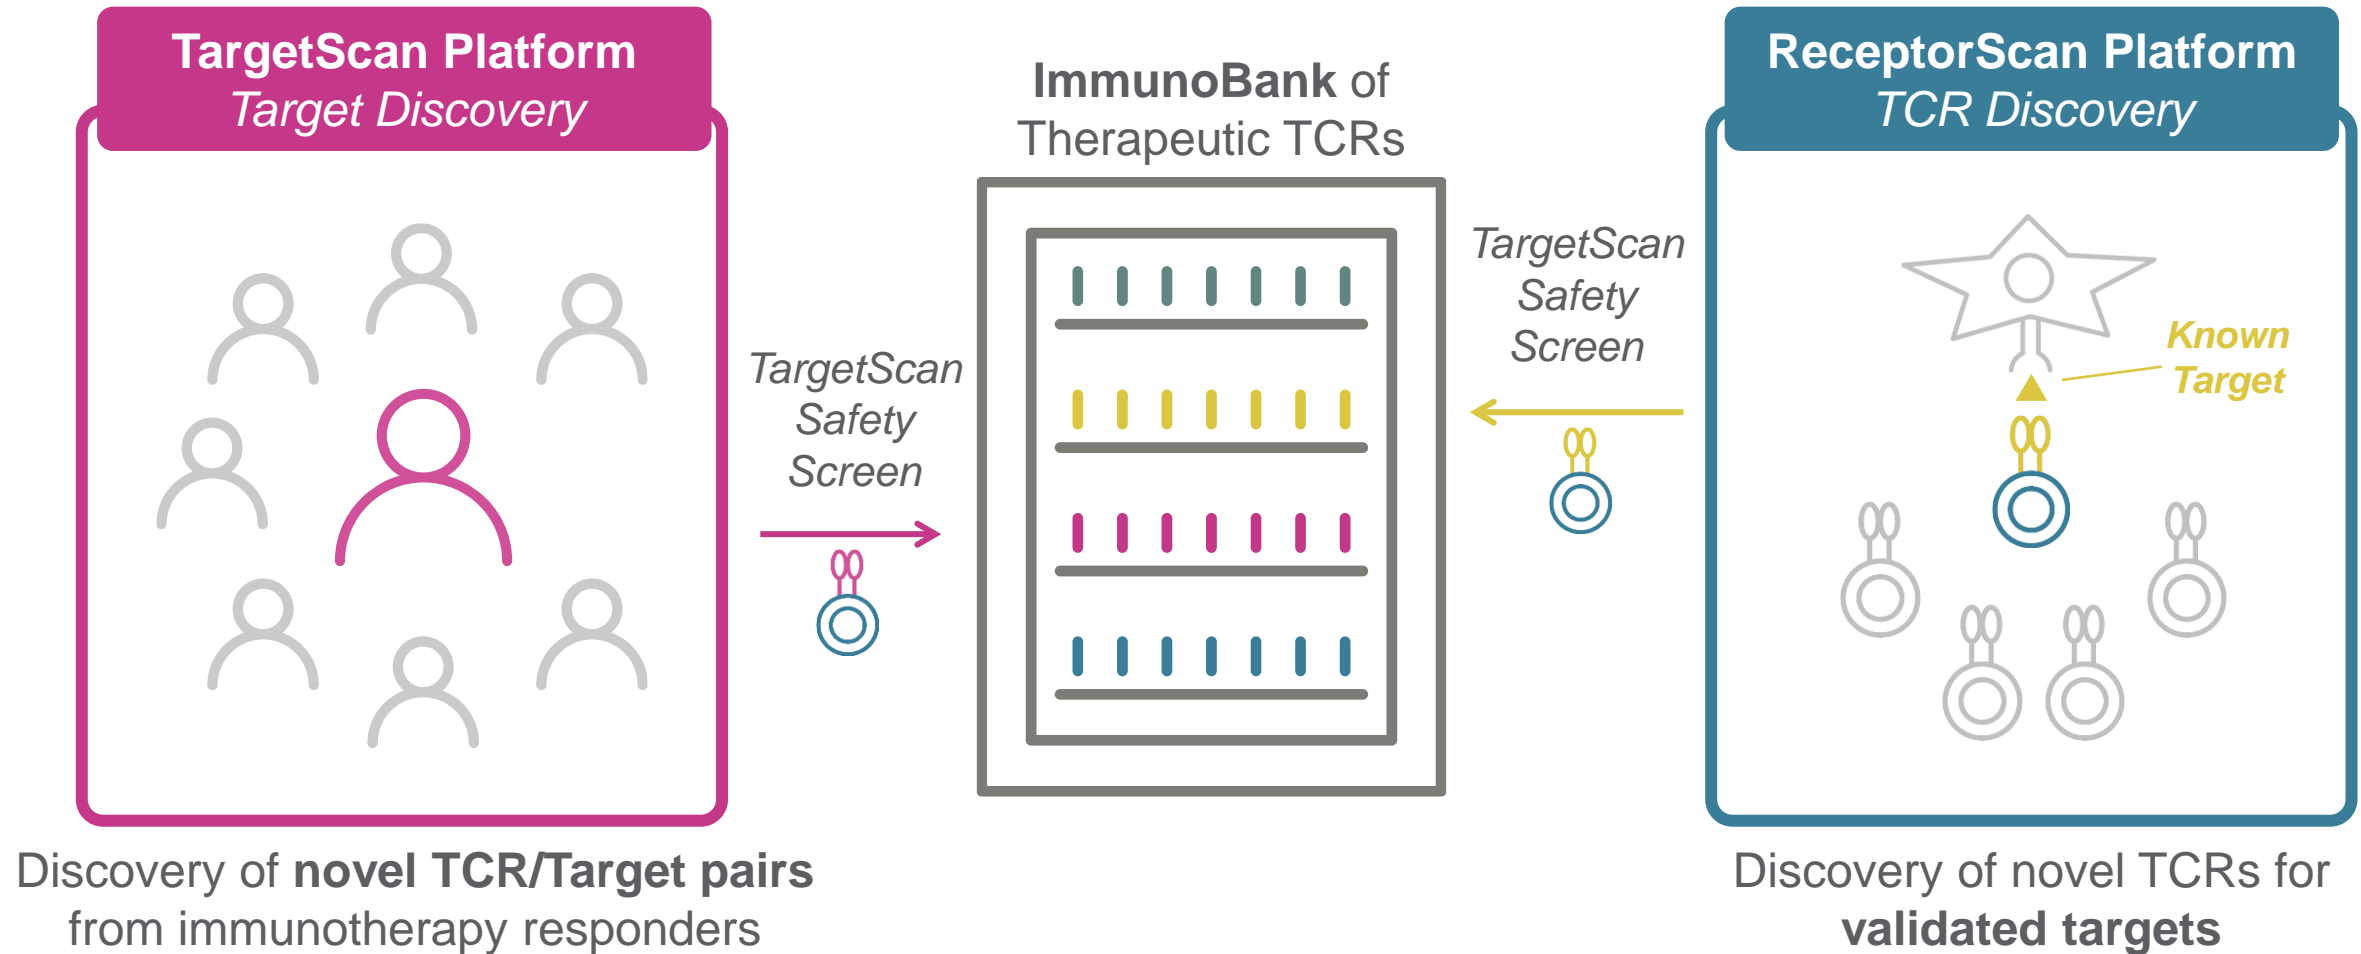 TargetScan Platform
Target Discovery
Discovery of novel TCR/Target pairs
from immunotherapy responders
TargetScan
Safety
Screen
ImmunoBank of
Therapeutic TCRs
TargetScan
Safety
Screen
ReceptorScan Platform
TCR Discovery
Known
Target
Discovery of novel TCRs for
validated targets